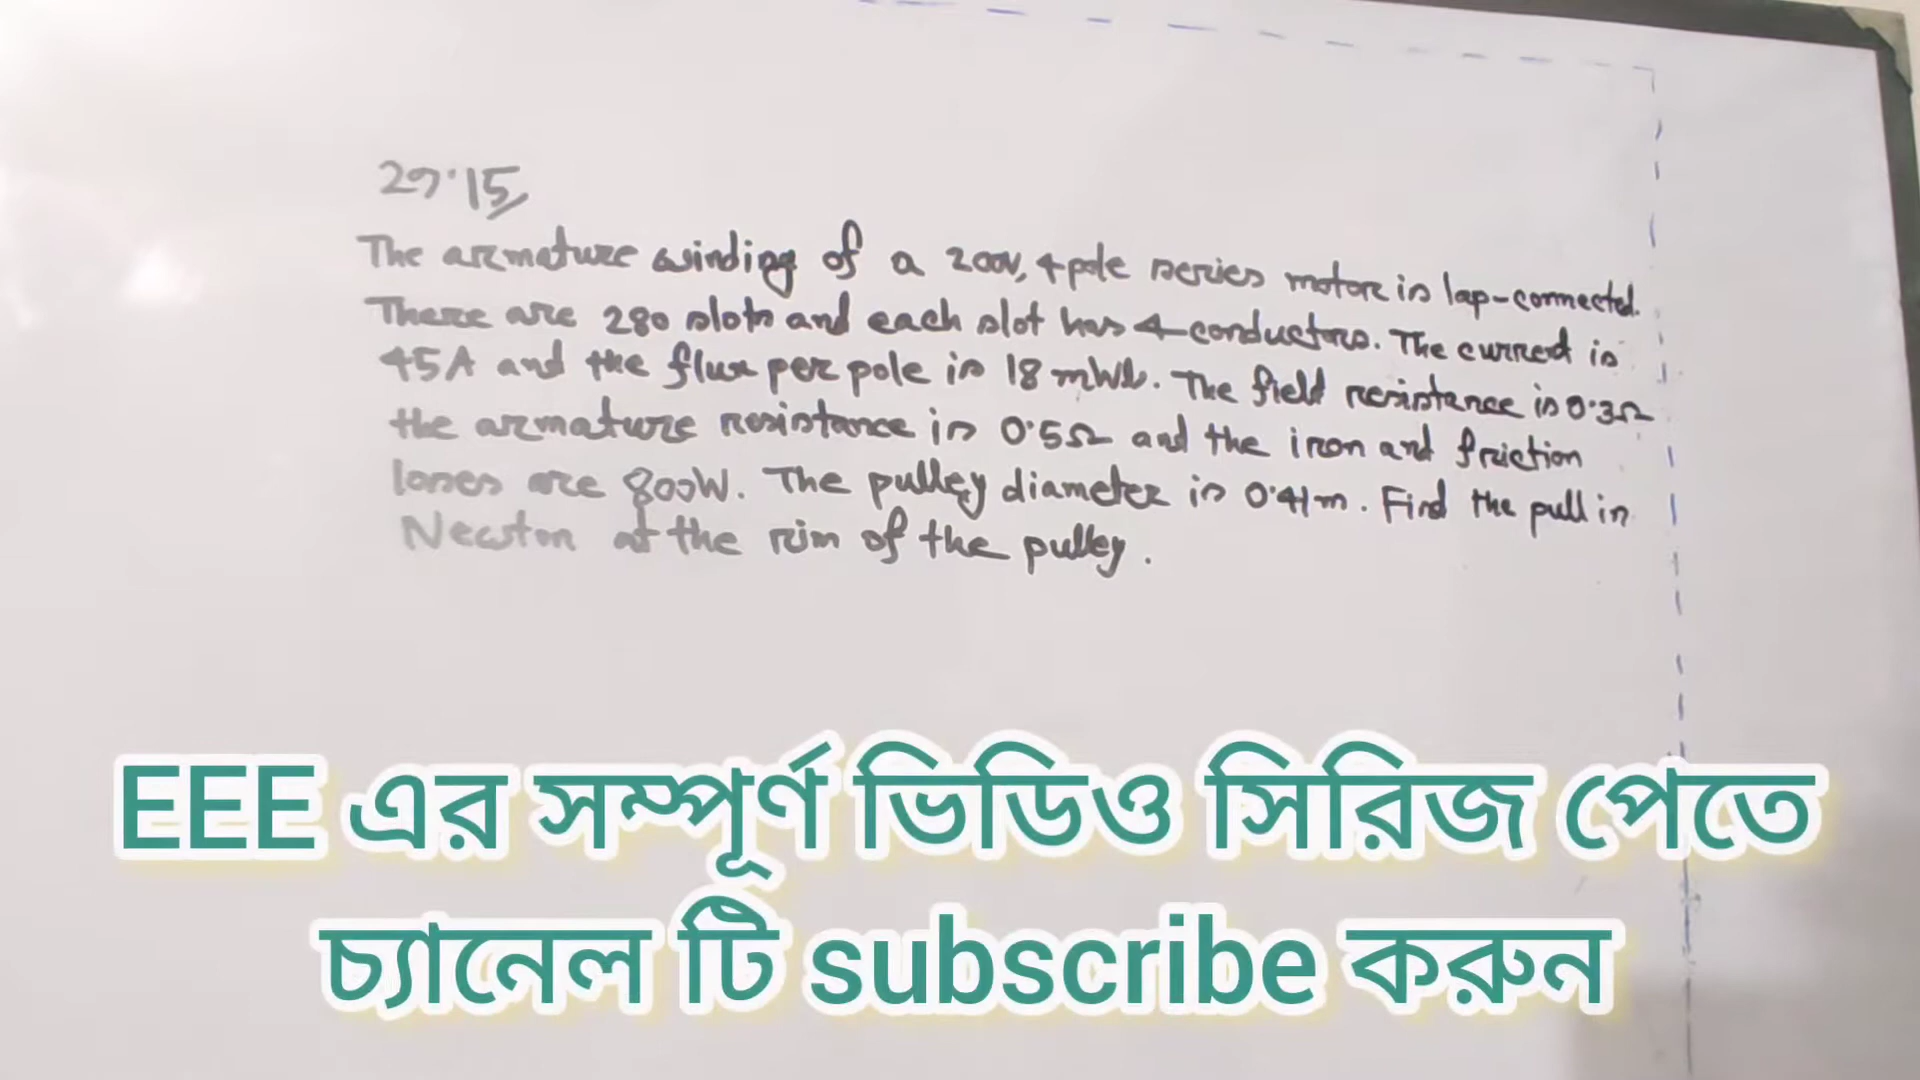 29.15
The armature winding of a 200V, 4 pole series motor is lap-connected.
There are 280 slots and each slot has 4 conductors. The current is
45A and the flux per pole is 18 mWb. The field resistance is 0.3Ω
the armature resistance is 0.5Ω and the iron and friction
losses are 800W. The pulley diameter is 0.41m. Find the pull in
Newton at the rim of the pulley.
EEE এর সম্পূর্ণ ভিডিও সিরিজ পেতে
চ্যানেল টি subscribe করুন